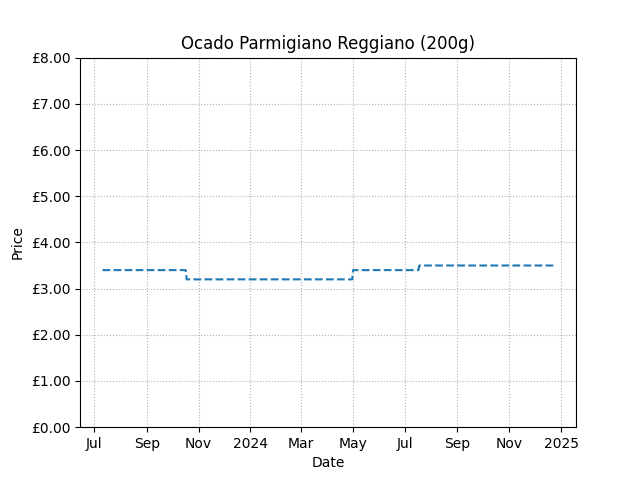 Ocado Parmigiano Reggiano (200g)
£8.00
£7.00
£6.00
£5.00
£4.00
£3.00
£2.00
£1.00
£0.00
Price
Jul Sep Nov 2024 Mar May Jul Sep Nov 2025
Date